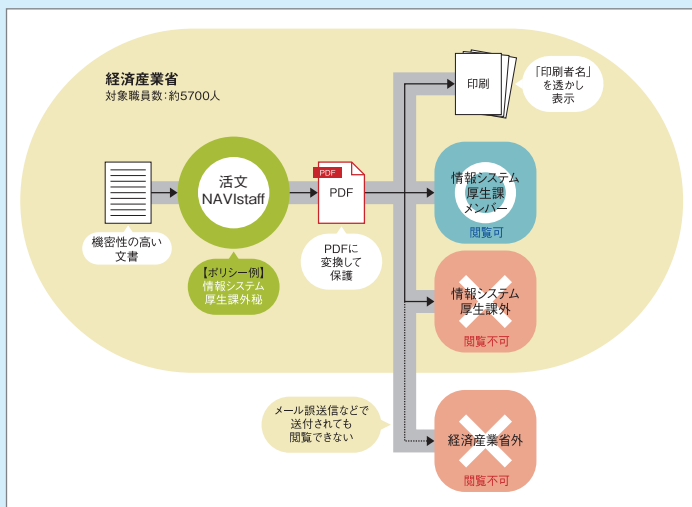 経済産業省
対象職員数：約5700人
機密性の高い
文書
活文
NAVIstaff
【ポリシー例】
情報システム
厚生課外秘
PDF
PDF
PDFに
変換して
保護
印刷
「印刷者名」
を透かし
表示
情報システム
厚生課
メンバー
閲覧可
情報システム
厚生課外
閲覧不可
メール誤送信などで
送付されても
閲覧できない
経済産業省外
閲覧不可